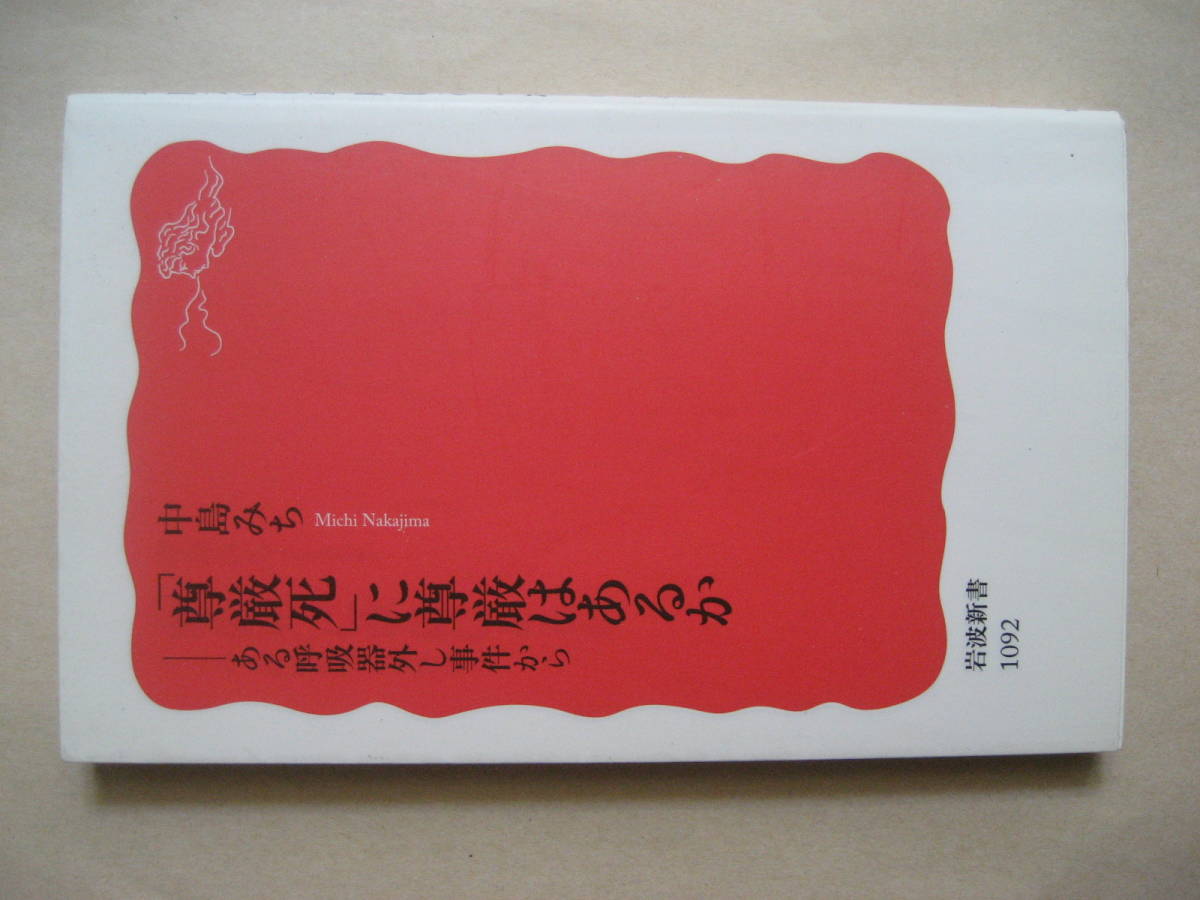 中島みち Michi Nakajima
「尊厳死」に尊厳はあるか
——ある呼吸器外し事件から
岩波新書
1092